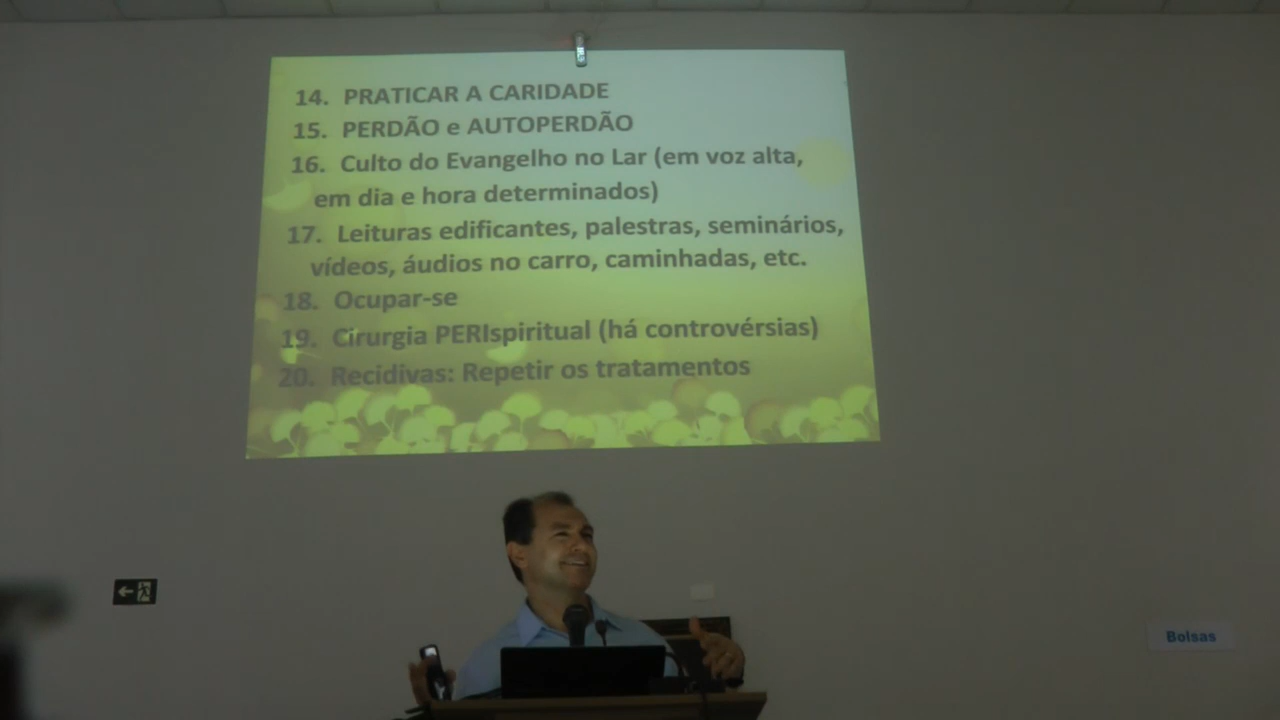 14. PRATICAR A CARIDADE
15. PERDÃO e AUTOPERDÃO
16. Culto do Evangelho no Lar (em voz alta,
em dia e hora determinados)
17. Leituras edificantes, palestras, seminários,
vídeos, áudios no carro, caminhadas, etc.
18. Ocupar-se
19. Cirurgia PERIspiritual (há controvérsias)
20. Recidivas: Repetir os tratamentos
Bolsas